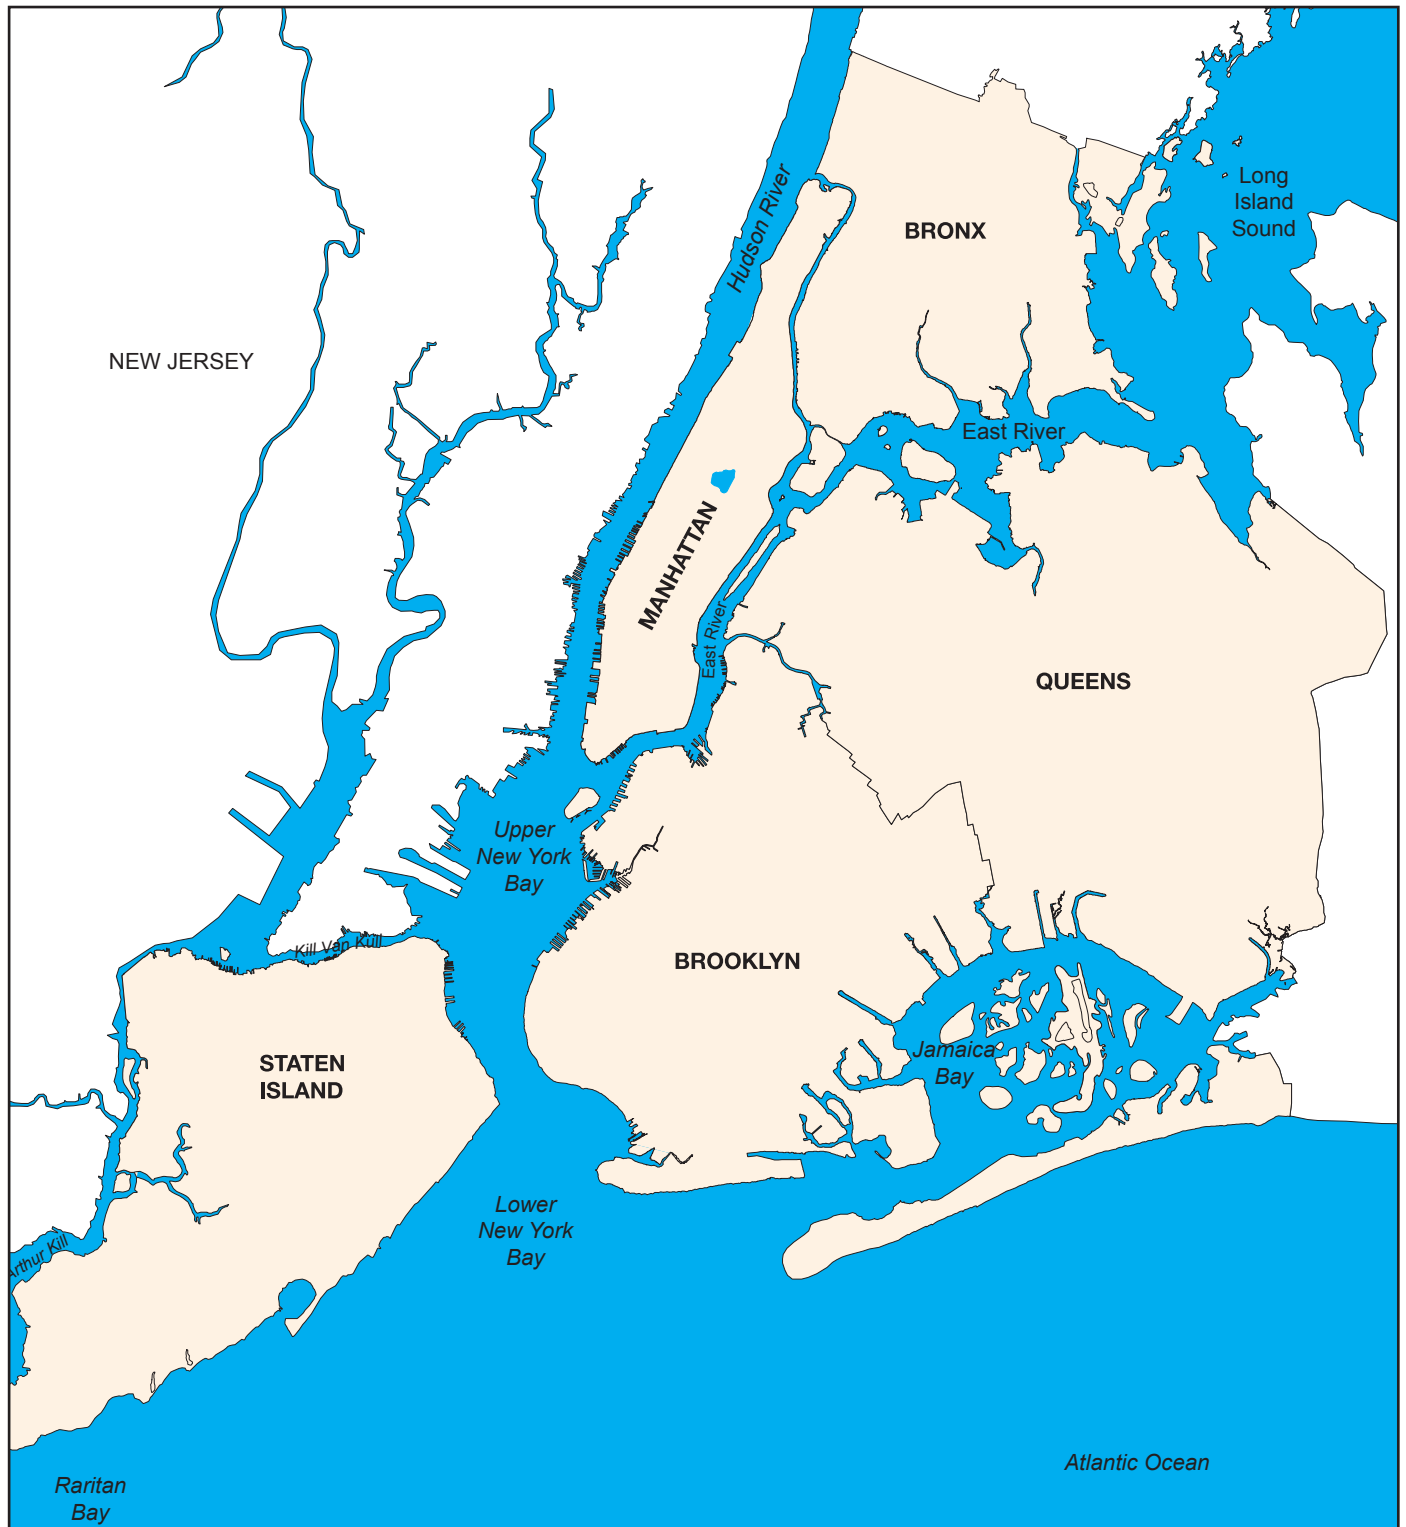 Long
Island
Sound
Hudson River
BRONX
NEW JERSEY
East River
MANHATTAN
East River
QUEENS
Upper
New York
Bay
Kill Van Kull
BROOKLYN
STATEN
ISLAND
Jamaica
Bay
Lower
New York
Bay
Arthur Kill
Atlantic Ocean
Raritan
Bay